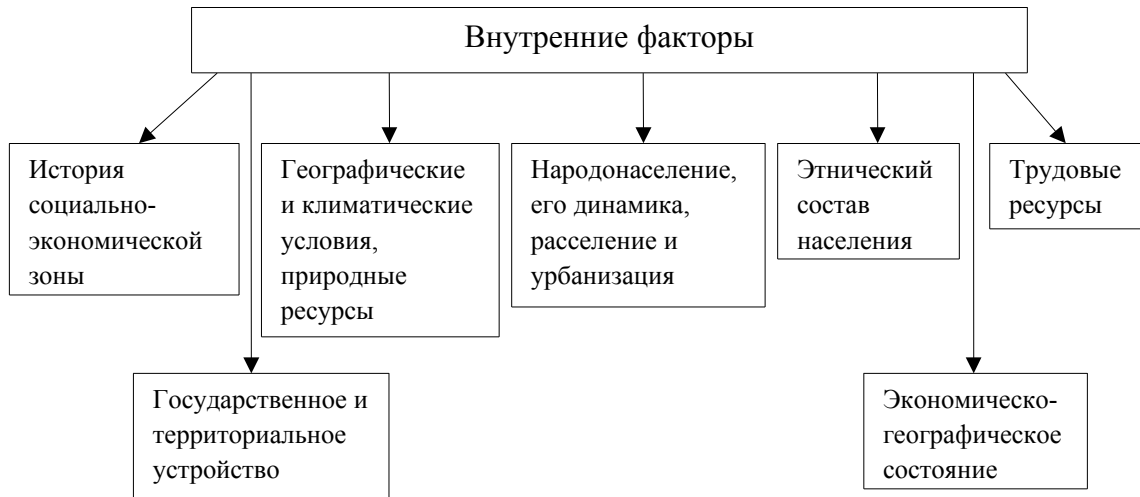 Внутренние факторы
История
социально-
экономической
зоны
Географические
и климатические
условия,
природные
ресурсы
Народонаселение,
его динамика,
расселение и
урбанизация
Этнический
состав
населения
Трудовые
ресурсы
Государственное и
территориальное
устройство
Экономическо-
географическое
состояние